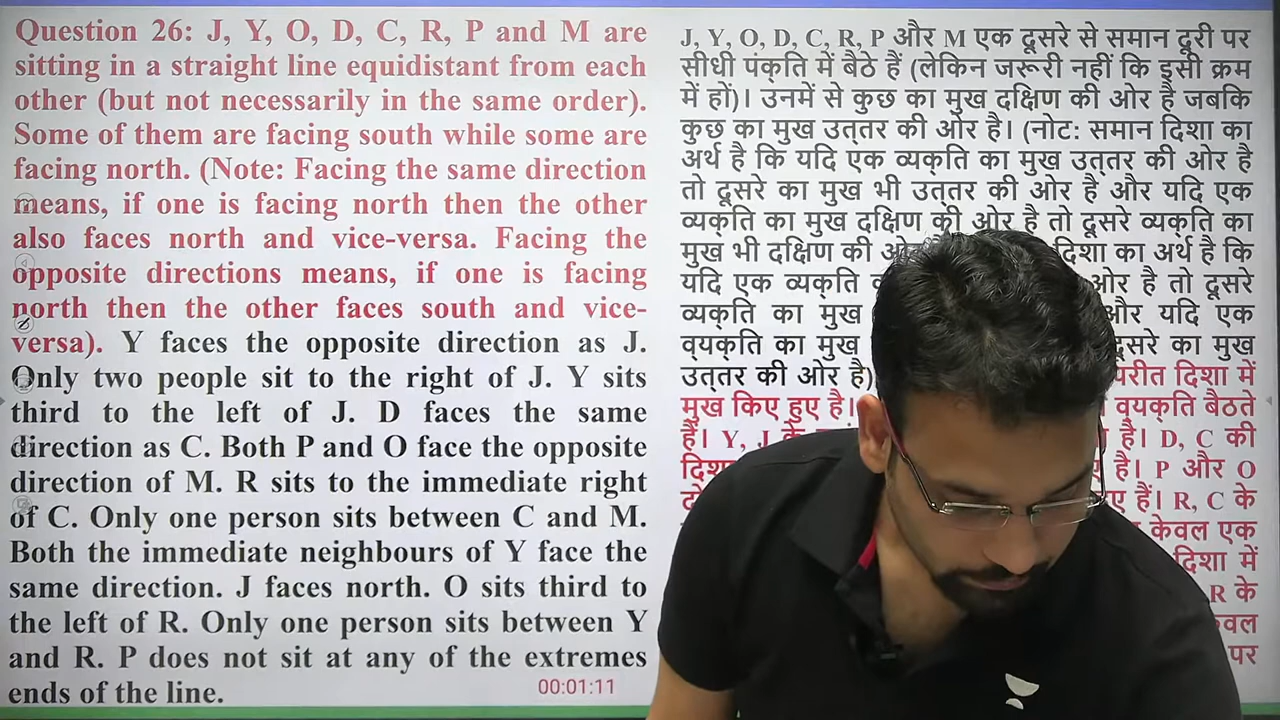 Question 26: J, Y, O, D, C, R, P and M are
sitting in a straight line equidistant from each
other (but not necessarily in the same order).
Some of them are facing south while some are
facing north. (Note: Facing the same direction
means, if one is facing north then the other
also faces north and vice-versa. Facing the
opposite directions means, if one is facing
north then the other faces south and vice-
versa). Y faces the opposite direction as J.
Only two people sit to the right of J. Y sits
third to the left of J. D faces the same
direction as C. Both P and O face the opposite
direction of M. R sits to the immediate right
of C. Only one person sits between C and M.
Both the immediate neighbours of Y face the
same direction. J faces north. O sits third to
the left of R. Only one person sits between Y
and R. P does not sit at any of the extremes
ends of the line.
00:01:11
J, Y, O, D, C, R, P और M एक दूसरे से समान दूरी पर
सीधी पंक्ति में बैठे हैं (लेकिन जरूरी नहीं कि इसी क्रम
में हों)। उनमें से कुछ का मुख दक्षिण की ओर है जबकि
कुछ का मुख उत्तर की ओर है। (नोट: समान दिशा का
अर्थ है कि यदि एक व्यक्ति का मुख उत्तर की ओर है
तो दूसरे का मुख भी उत्तर की ओर है और यदि एक
व्यक्ति का मुख दक्षिण की ओर है तो दूसरे व्यक्ति का
मुख भी दक्षिण की दिशा का अर्थ है कि
यदि एक व्यक्ति ओर है तो दूसरे
व्यक्ति का मुख और यदि एक
व्यक्ति का मुख दूसरे का मुख
उत्तर की ओर है) दिशा में
मुख किए हुए है। व्यक्ति बैठते
हैं। Y, J के है। D, C की
है। P और O
हैं। R, C के
केवल एक
दिशा में
R के
पर